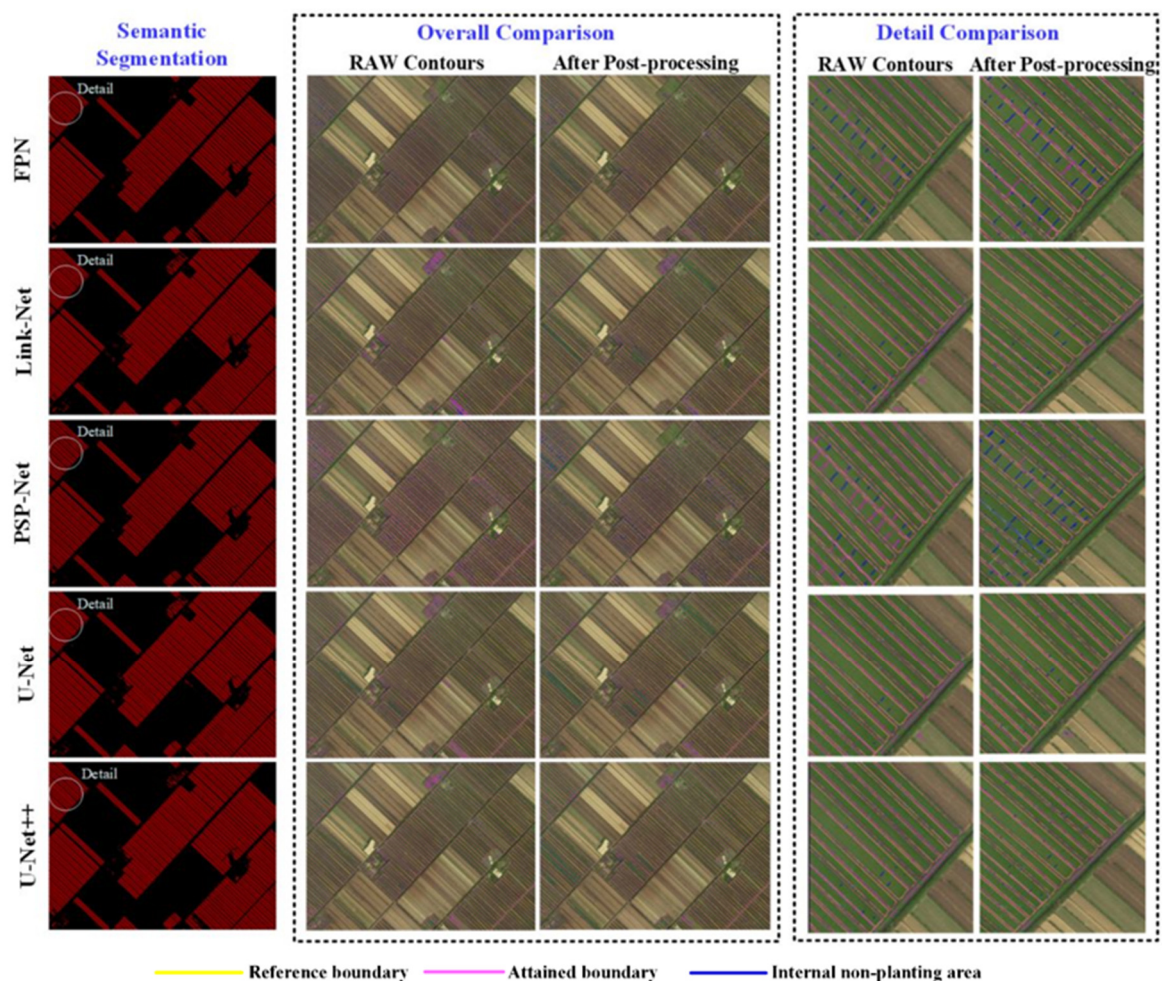 Semantic
Segmentation
Overall Comparison
Detail Comparison
RAW Contours
After Post-processing
RAW Contours
After Post-processing
FPN
Detail
Link-Net
Detail
PSP-Net
Detail
U-Net
Detail
U-Net++
Detail
Reference boundary
Attained boundary
Internal non-planting area